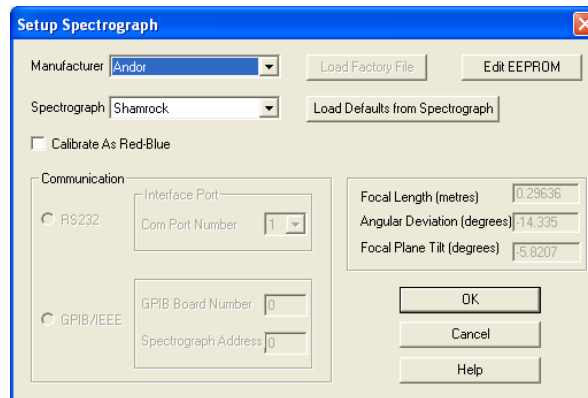 Setup Spectrograph
Manufacturer Andor Load Factory File Edit EEPROM
Spectrograph Shamrock Load Defaults from Spectrograph
Calibrate As Red-Blue
Communication
Interface Port
RS232
Com Port Number 1
GPIB/IEEE
GPIB Board Number 0
Spectrograph Address 0
Focal Length (metres) 0.29636
Angular Deviation (degrees) -14.335
Focal Plane Tilt (degrees) -5.8207
OK
Cancel
Help